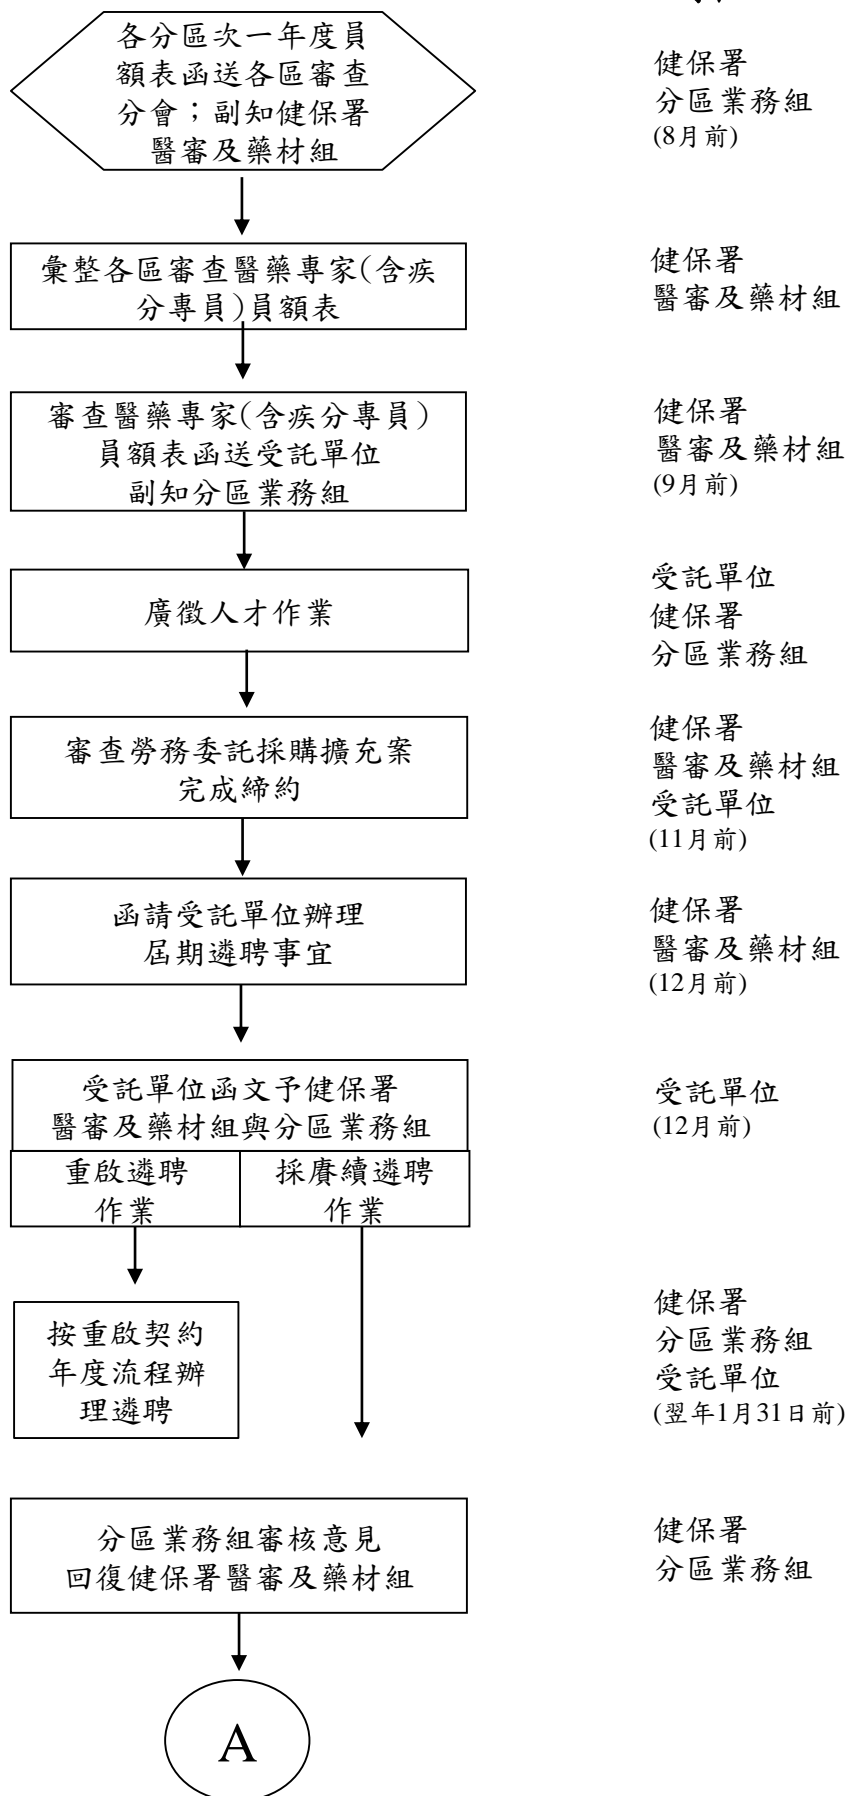 各分區次一年度員
額表函送各區審查
分會；副知健保署
醫審及藥材組
健保署
分區業務組
(8月前)
彙整各區審查醫藥專家(含疾
分專員)員額表
健保署
醫審及藥材組
審查醫藥專家(含疾分專員)
員額表函送受託單位
副知分區業務組
健保署
醫審及藥材組
(9月前)
廣徵人才作業
受託單位
健保署
分區業務組
審查勞務委託採購擴充案
完成締約
健保署
醫審及藥材組
受託單位
(11月前)
函請受託單位辦理
屆期遴聘事宜
健保署
醫審及藥材組
(12月前)
受託單位函文予健保署
醫審及藥材組與分區業務組
受託單位
(12月前)
重啟遴聘
作業
採賡續遴聘
作業
按重啟契約
年度流程辦
理遴聘
健保署
分區業務組
受託單位
(翌年1月31日前)
分區業務組審核意見
回復健保署醫審及藥材組
健保署
分區業務組
A